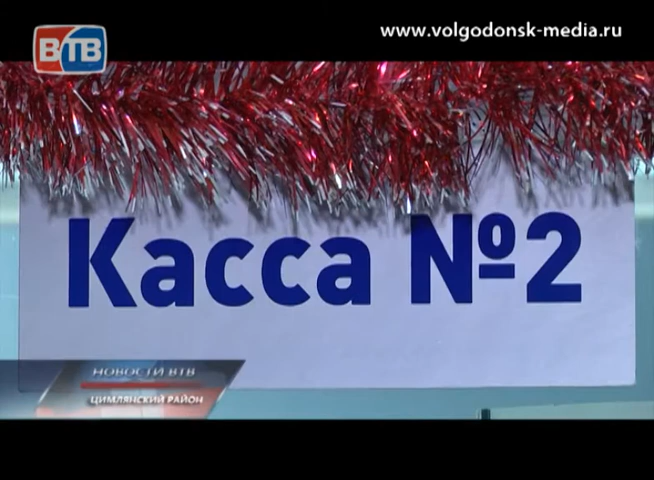 ВТВ
www.volgodonsk-media.ru
Касса №2
НОВОСТИ ВТВ
ЦИМЛЯНСКИЙ РАЙОН